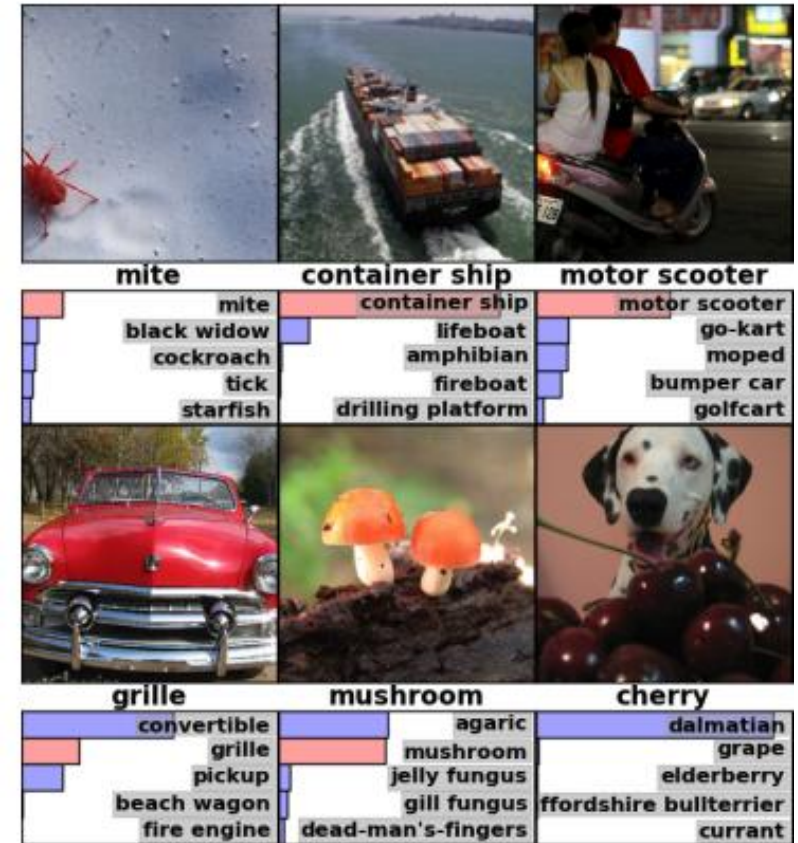 mite container ship motor scooter
mite
black widow
cockroach
tick
starfish
container ship
lifeboat
amphibian
fireboat
drilling platform
motor scooter
go-kart
moped
bumper car
golfcart
grille mushroom cherry
convertible
grille
pickup
beach wagon
fire engine
agaric
mushroom
jelly fungus
gill fungus
dead-man's-fingers
dalmatian
grape
elderberry
ffordshire bullterrier
currant